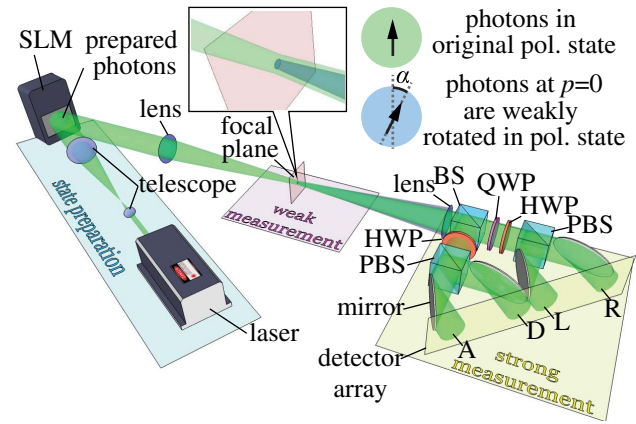 SLM
prepared
photons
lens
focal
plane
telescope
state preparation
laser
weak
measurement
photons in
original pol. state
α
photons at p=0
are weakly
rotated in pol. state
lens
BS
QWP
HWP
PBS
HWP
PBS
mirror
detector
array
A
D
L
R
strong
measurement